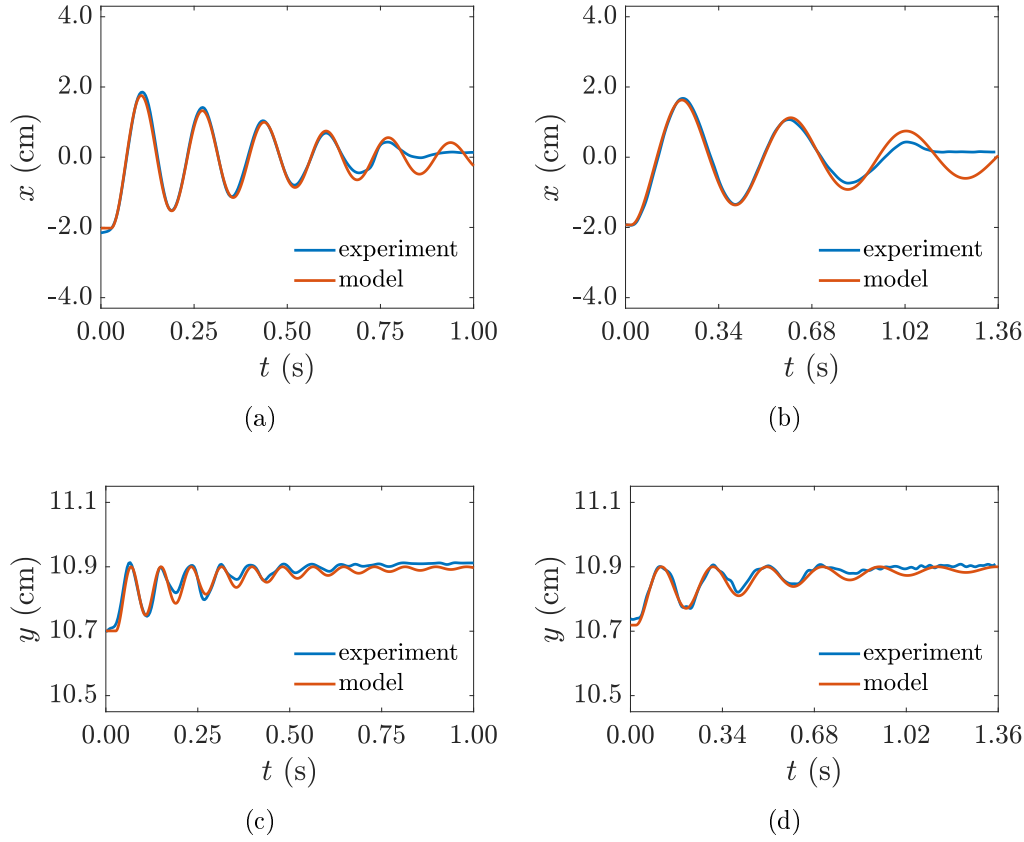 4.0
2.0
0.0
-2.0
-4.0
x (cm)
experiment
model
0.00 0.25 0.50 0.75 1.00
t (s)
(a)
4.0
2.0
0.0
-2.0
-4.0
x (cm)
experiment
model
0.00 0.34 0.68 1.02 1.36
t (s)
(b)
11.1
10.9
10.7
10.5
y (cm)
experiment
model
0.00 0.25 0.50 0.75 1.00
t (s)
(c)
11.1
10.9
10.7
10.5
y (cm)
experiment
model
0.00 0.34 0.68 1.02 1.36
t (s)
(d)